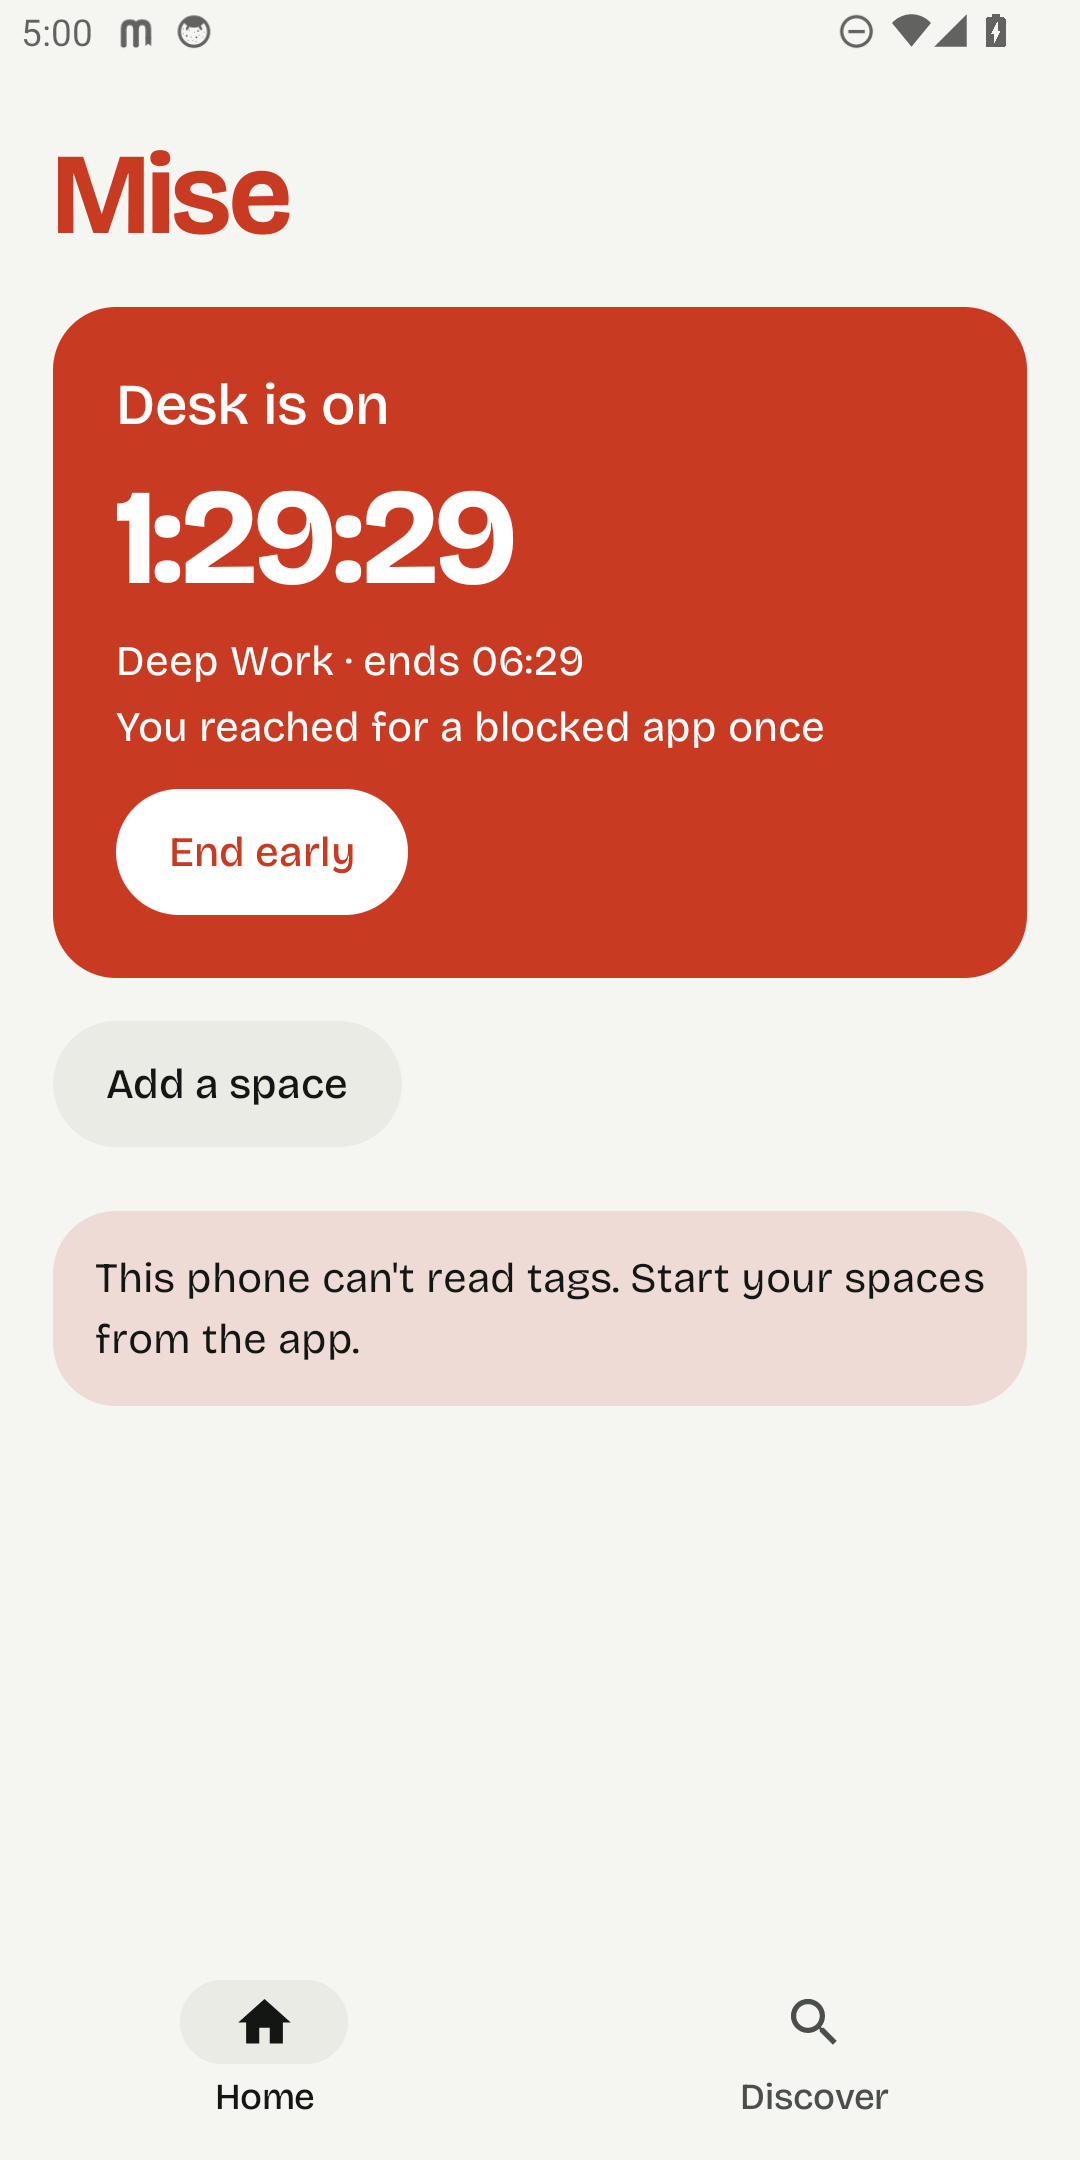 5:00
Mise
Desk is on
1:29:29
Deep Work · ends 06:29
You reached for a blocked app once
End early
Add a space
This phone can't read tags. Start your spaces
from the app.
Home
Discover